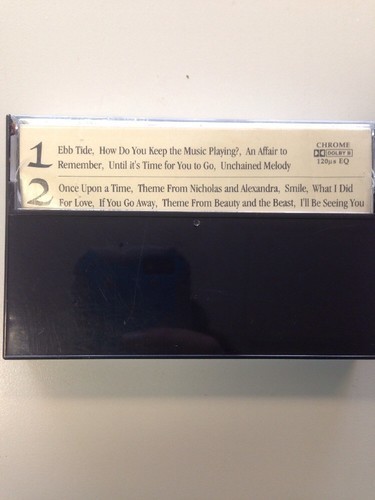 1 Ebb Tide, How Do You Keep the Music Playing?, An Affair to
Remember, Until it's Time for You to Go, Unchained Melody
CHROME
DOLBY B
120µs EQ
2 Once Upon a Time, Theme From Nicholas and Alexandra, Smile, What I Did
For Love, If You Go Away, Theme From Beauty and the Beast, I'll Be Seeing You